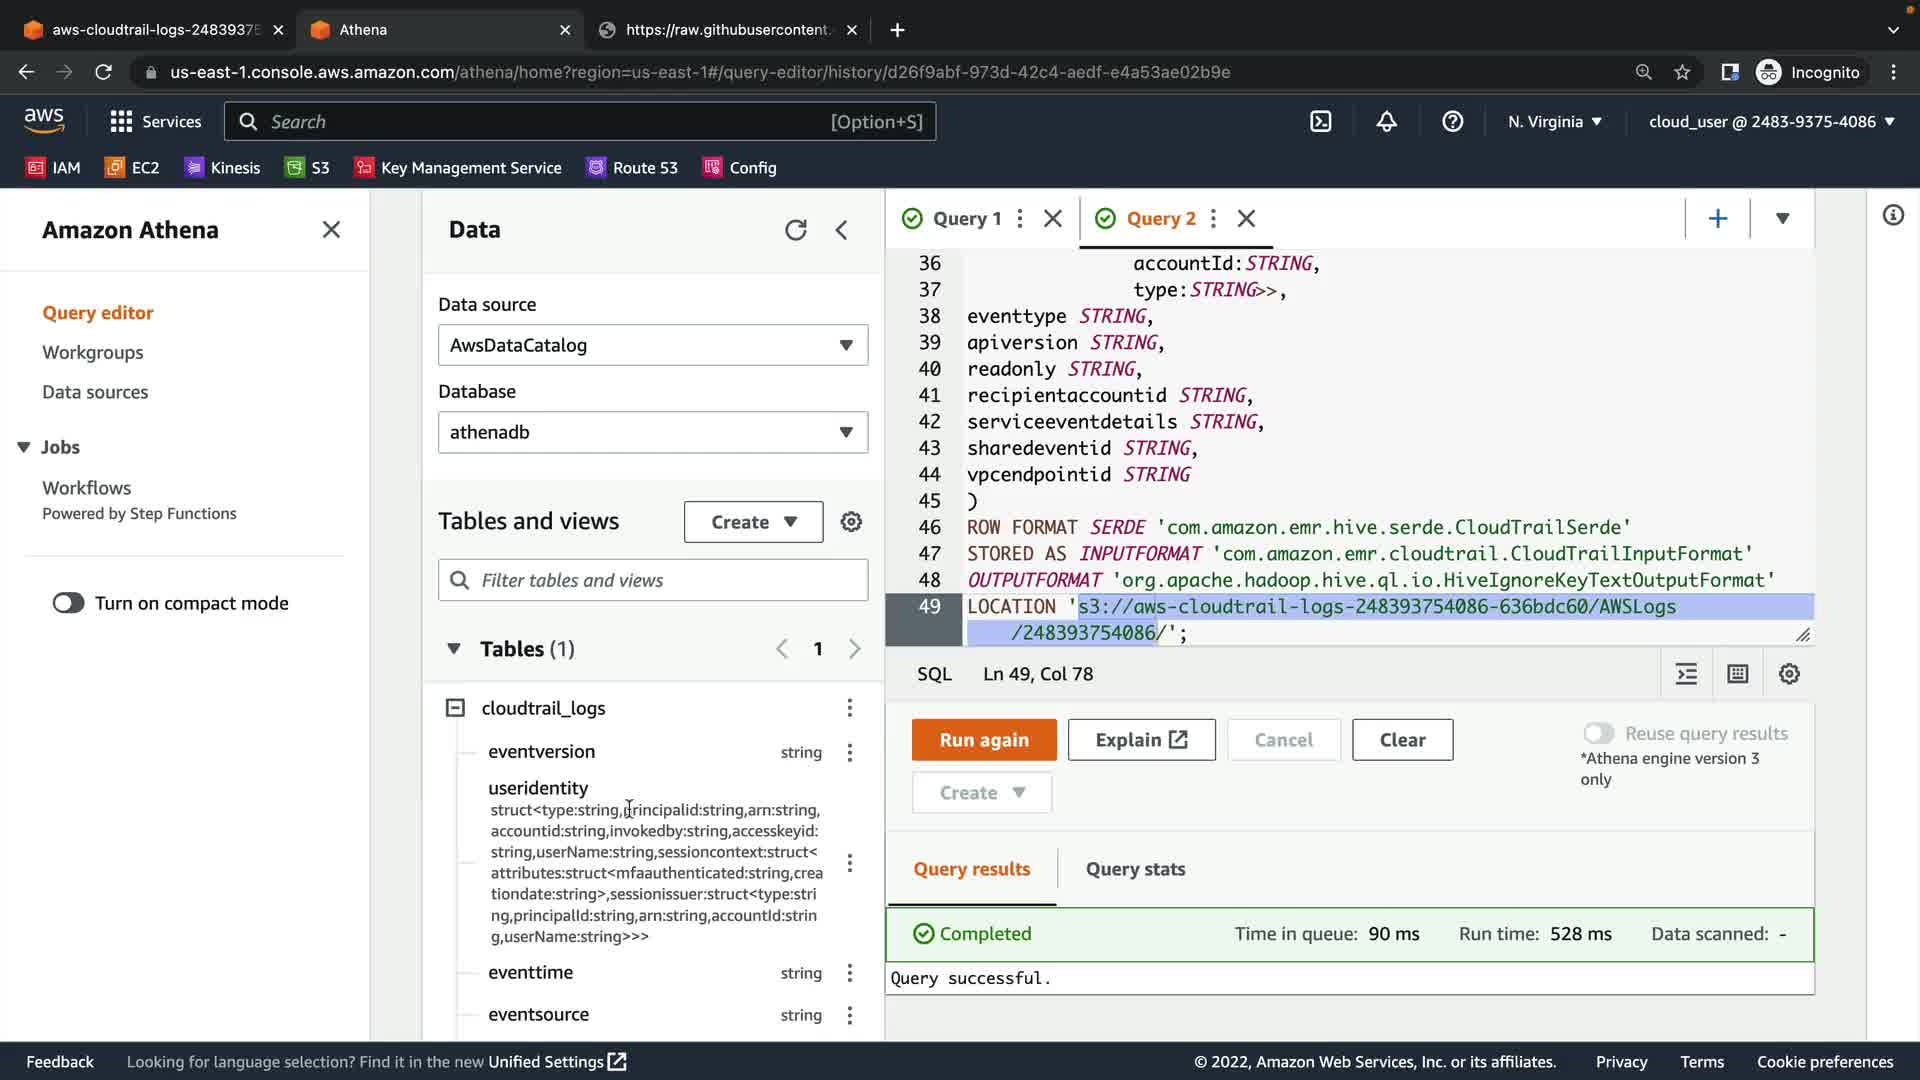 aws-cloudtrail-logs-24839375
Athena
https://raw.githubusercontent.
us-east-1.console.aws.amazon.com/athena/home?region=us-east-1#/query-editor/history/d26f9abf-973d-42c4-aedf-e4a53ae02b9e
Incognito
aws
Services
Search
[Option+S]
N. Virginia
cloud_user @ 2483-9375-4086
IAM
EC2
Kinesis
S3
Key Management Service
Route 53
Config
Amazon Athena
Query editor
Workgroups
Data sources
Jobs
Workflows
Powered by Step Functions
Turn on compact mode
Data
Data source
AwsDataCatalog
Database
athenadb
Tables and views
Create
Filter tables and views
Tables (1)
1
cloudtrail_logs
eventversion string
useridentity
struct<type:string,principalid:string,arn:string,
accountid:string,invokedby:string,accesskeyid:
string,userName:string,sessioncontext:struct<
attributes:struct<mfaauthenticated:string,crea
tiondate:string>,sessionissuer:struct<type:stri
ng,principalId:string,arn:string,accountId:strin
g,userName:string>>>
eventtime string
eventsource string
Query 1
Query 2
36 accountId:STRING,
37 type:STRING>>,
38 eventtype STRING,
39 apiversion STRING,
40 readonly STRING,
41 recipientaccountid STRING,
42 serviceeventdetails STRING,
43 sharedeventid STRING,
44 vpcendpointid STRING
45 )
46 ROW FORMAT SERDE 'com.amazon.emr.hive.serde.CloudTrailSerde'
47 STORED AS INPUTFORMAT 'com.amazon.emr.cloudtrail.CloudTrailInputFormat'
48 OUTPUTFORMAT 'org.apache.hadoop.hive.ql.io.HiveIgnoreKeyTextOutputFormat'
49 LOCATION 's3://aws-cloudtrail-logs-248393754086-636bdc60/AWSLogs
/248393754086/';
SQL Ln 49, Col 78
Run again
Explain
Cancel
Clear
Create
Reuse query results
*Athena engine version 3
only
Query results
Query stats
Completed
Time in queue: 90 ms
Run time: 528 ms
Data scanned: -
Query successful.
Feedback
Looking for language selection? Find it in the new Unified Settings
© 2022, Amazon Web Services, Inc. or its affiliates.
Privacy
Terms
Cookie preferences